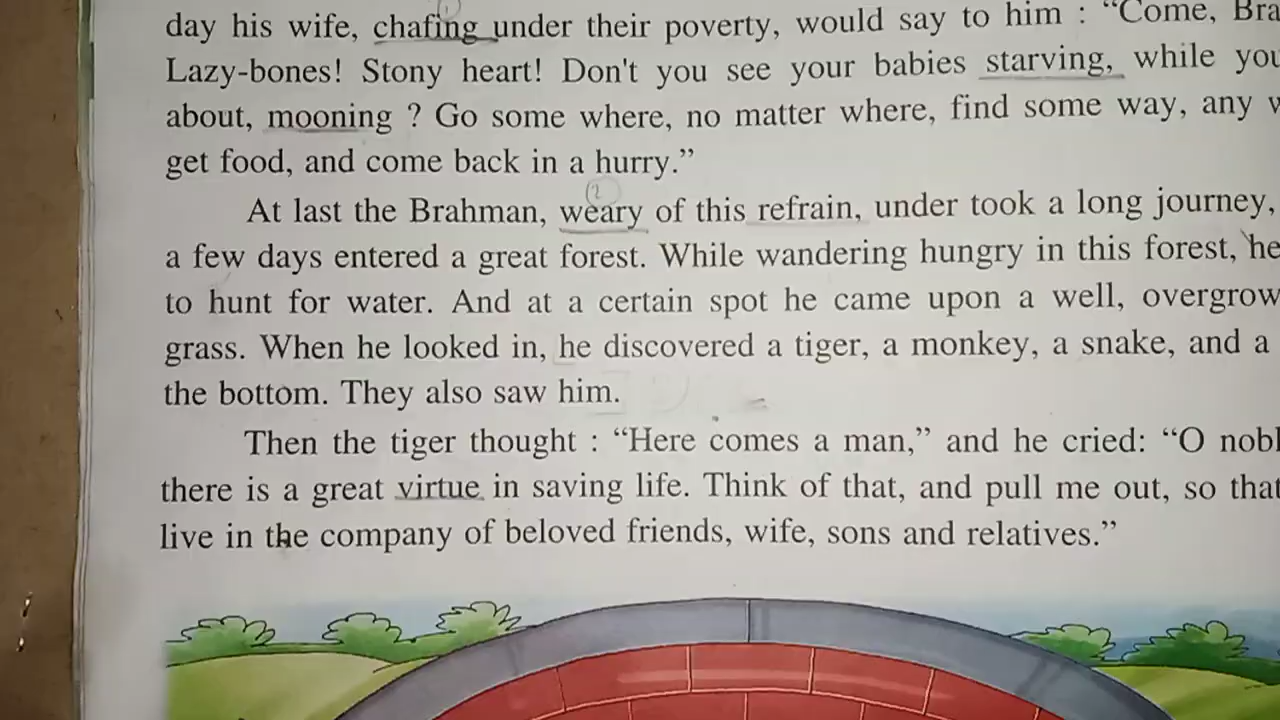 day his wife, chafing under their poverty, would say to him : “Come, Bra
Lazy-bones! Stony heart! Don't you see your babies starving, while you
about, mooning ? Go some where, no matter where, find some way, any w
get food, and come back in a hurry.”
At last the Brahman, weary of this refrain, under took a long journey,
a few days entered a great forest. While wandering hungry in this forest, he
to hunt for water. And at a certain spot he came upon a well, overgrow
grass. When he looked in, he discovered a tiger, a monkey, a snake, and a
the bottom. They also saw him.
Then the tiger thought : “Here comes a man,” and he cried: “O nobl
there is a great virtue in saving life. Think of that, and pull me out, so that
live in the company of beloved friends, wife, sons and relatives.”